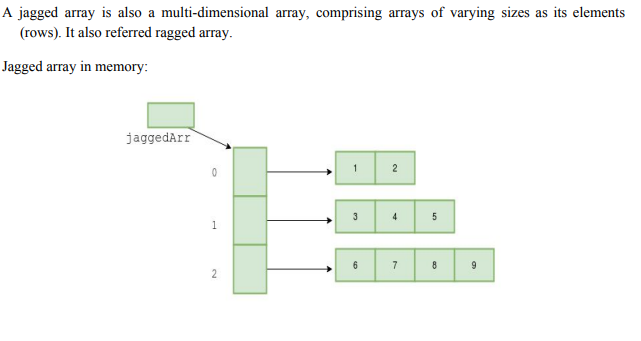 A jagged array is also a multi-dimensional array, comprising arrays of varying sizes as its elements
(rows). It also referred ragged array.
Jagged array in memory:
jaggedArr
0
1 2
1
3 4 5
2
6 7 8 9